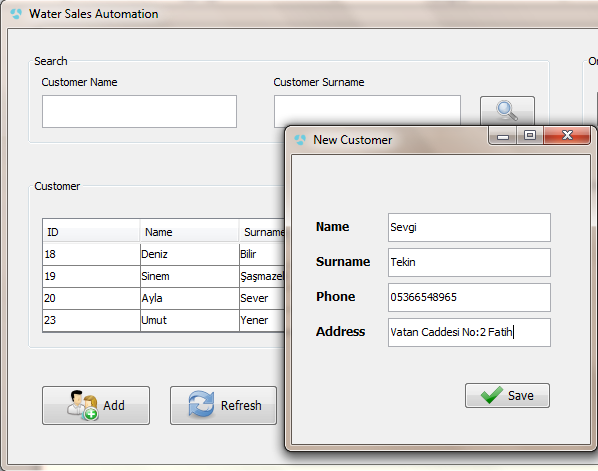 Water Sales Automation
Search
Customer Name
Customer Surname
Customer
ID Name Surname
18 Deniz Bilir
19 Sinem Şaşmazel
20 Ayla Sever
23 Umut Yener
Add
Refresh
New Customer
Name Sevgi
Surname Tekin
Phone 05366548965
Address Vatan Caddesi No:2 Fatih
Save